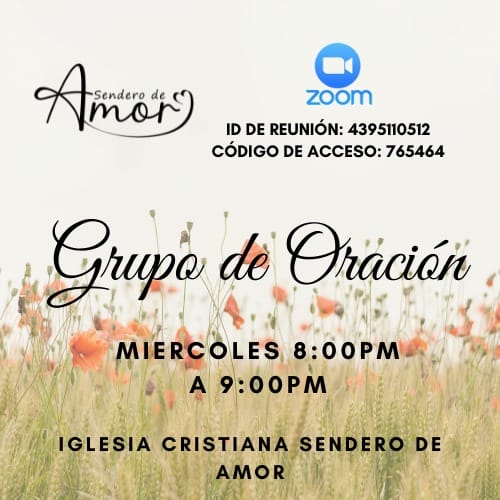 Sendero de
Amor
zoom
ID DE REUNIÓN: 4395110512
CÓDIGO DE ACCESO: 765464
Grupo de Oración
MIERCOLES 8:00PM
A 9:00PM
IGLESIA CRISTIANA SENDERO DE
AMOR